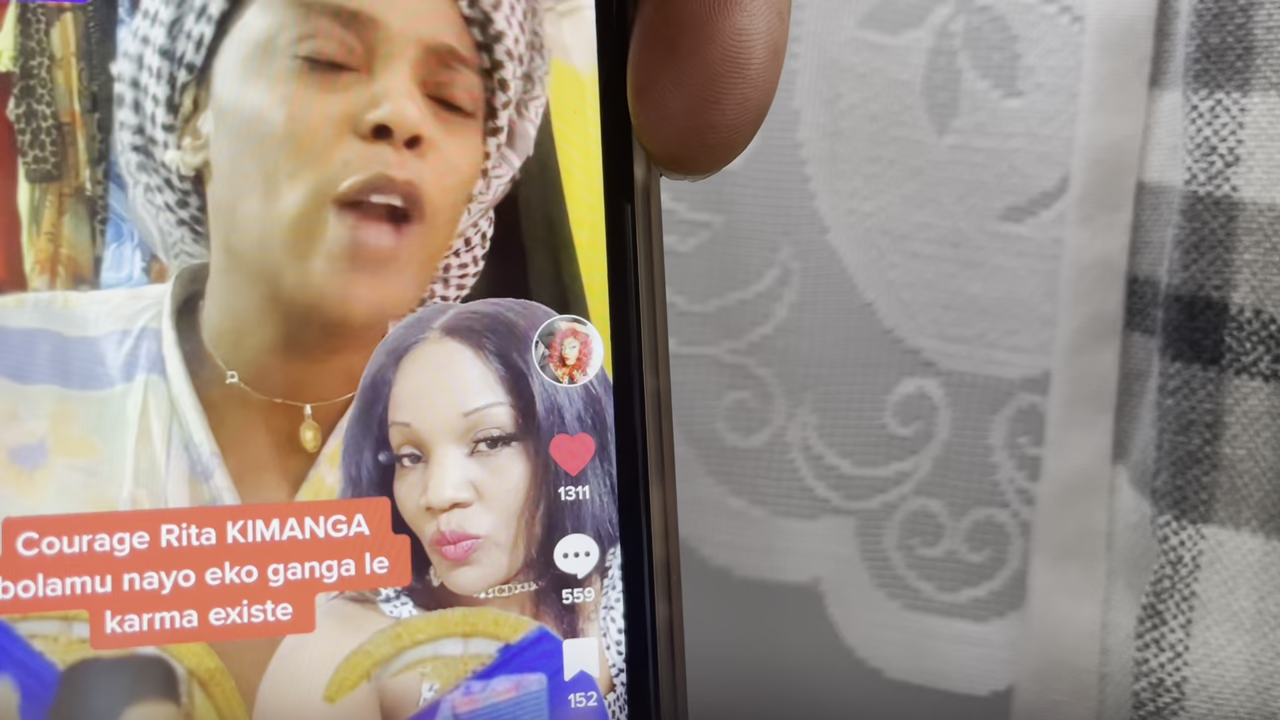 Courage Rita KIMANGA
bolamu nayo eko ganga le
karma existe
1311
559
152